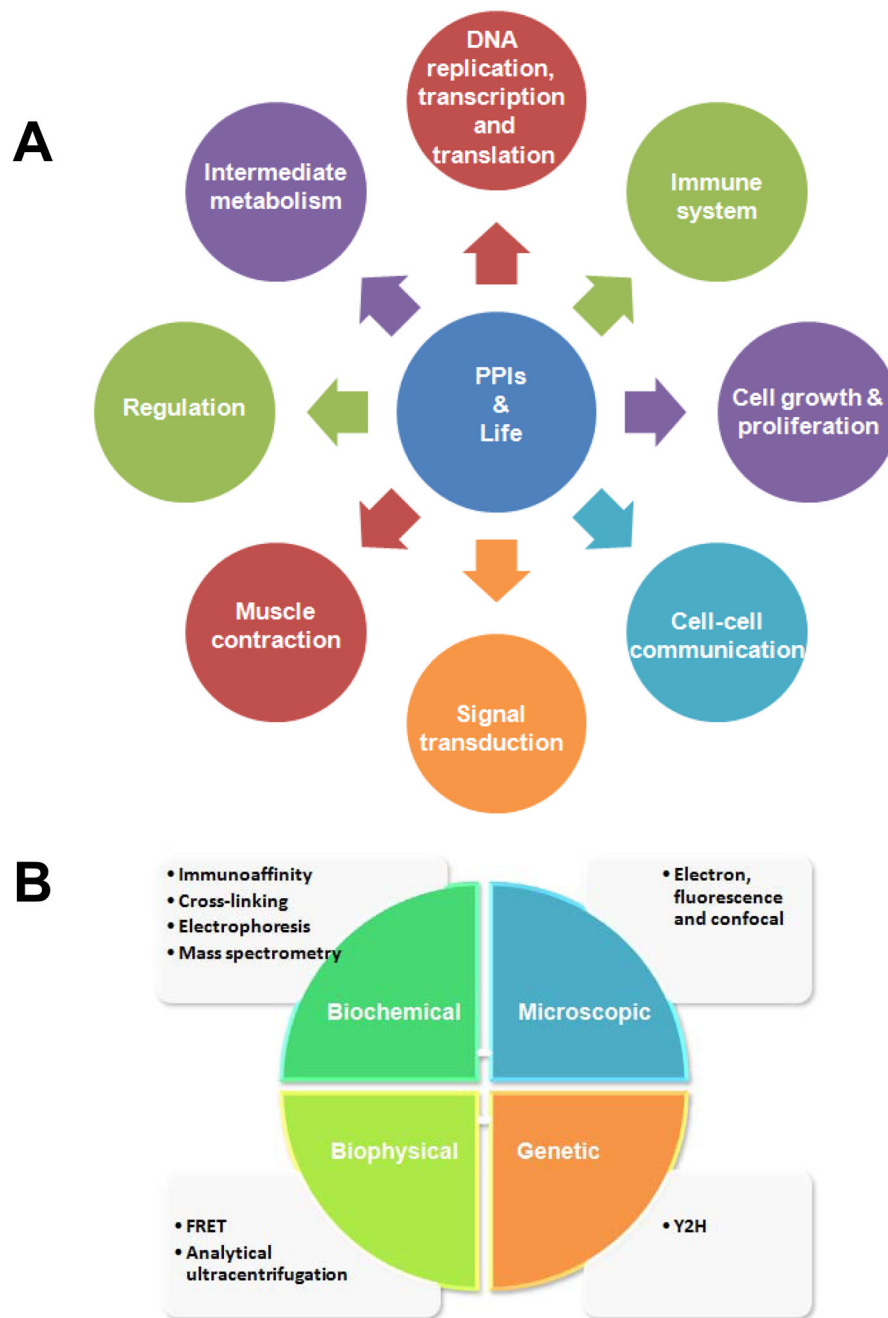 A
DNA
replication,
transcription
and
translation
Intermediate
metabolism
Immune
system
PPIs
&
Life
Regulation
Cell growth &
proliferation
Muscle
contraction
Cell-cell
communication
Signal
transduction
B
• Immunoaffinity
• Cross-linking
• Electrophoresis
• Mass spectrometry
• Electron,
fluorescence
and confocal
Biochemical
Microscopic
Biophysical
Genetic
• FRET
• Analytical
ultracentrifugation
• Y2H